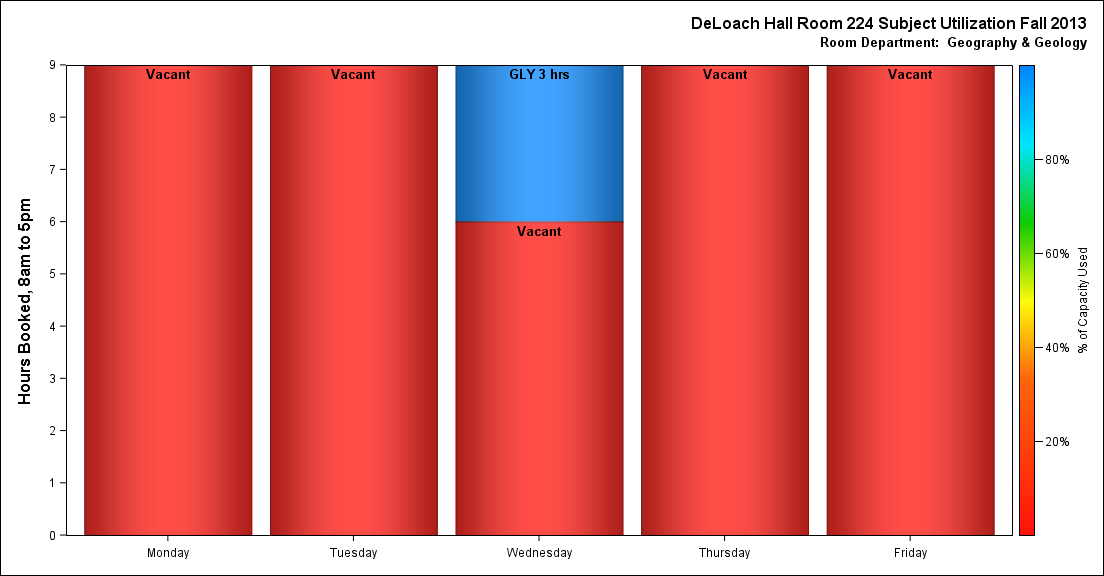 DeLoach Hall Room 224 Subject Utilization Fall 2013
Room Department:  Geography & Geology
Hours Booked, 8am to 5pm
9
8
7
6
5
4
3
2
1
0
Vacant
Vacant
GLY 3 hrs
Vacant
Vacant
Vacant
Monday
Tuesday
Wednesday
Thursday
Friday
80%
60%
40%
20%
% of Capacity Used